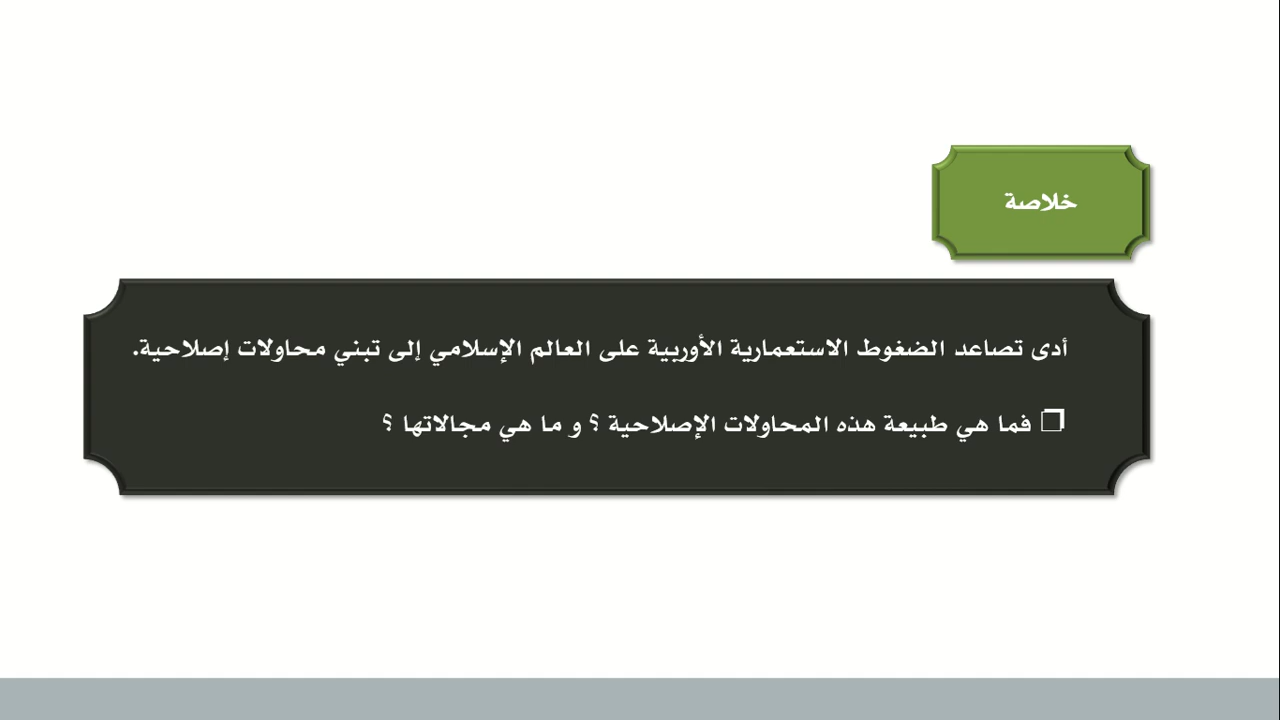 خلاصة
أدى تصاعد الضغوط الاستعمارية الأوربية على العالم الإسلامي إلى تبني محاولات إصلاحية.
❐ فما هي طبيعة هذه المحاولات الإصلاحية ؟ و ما هي مجالاتها ؟